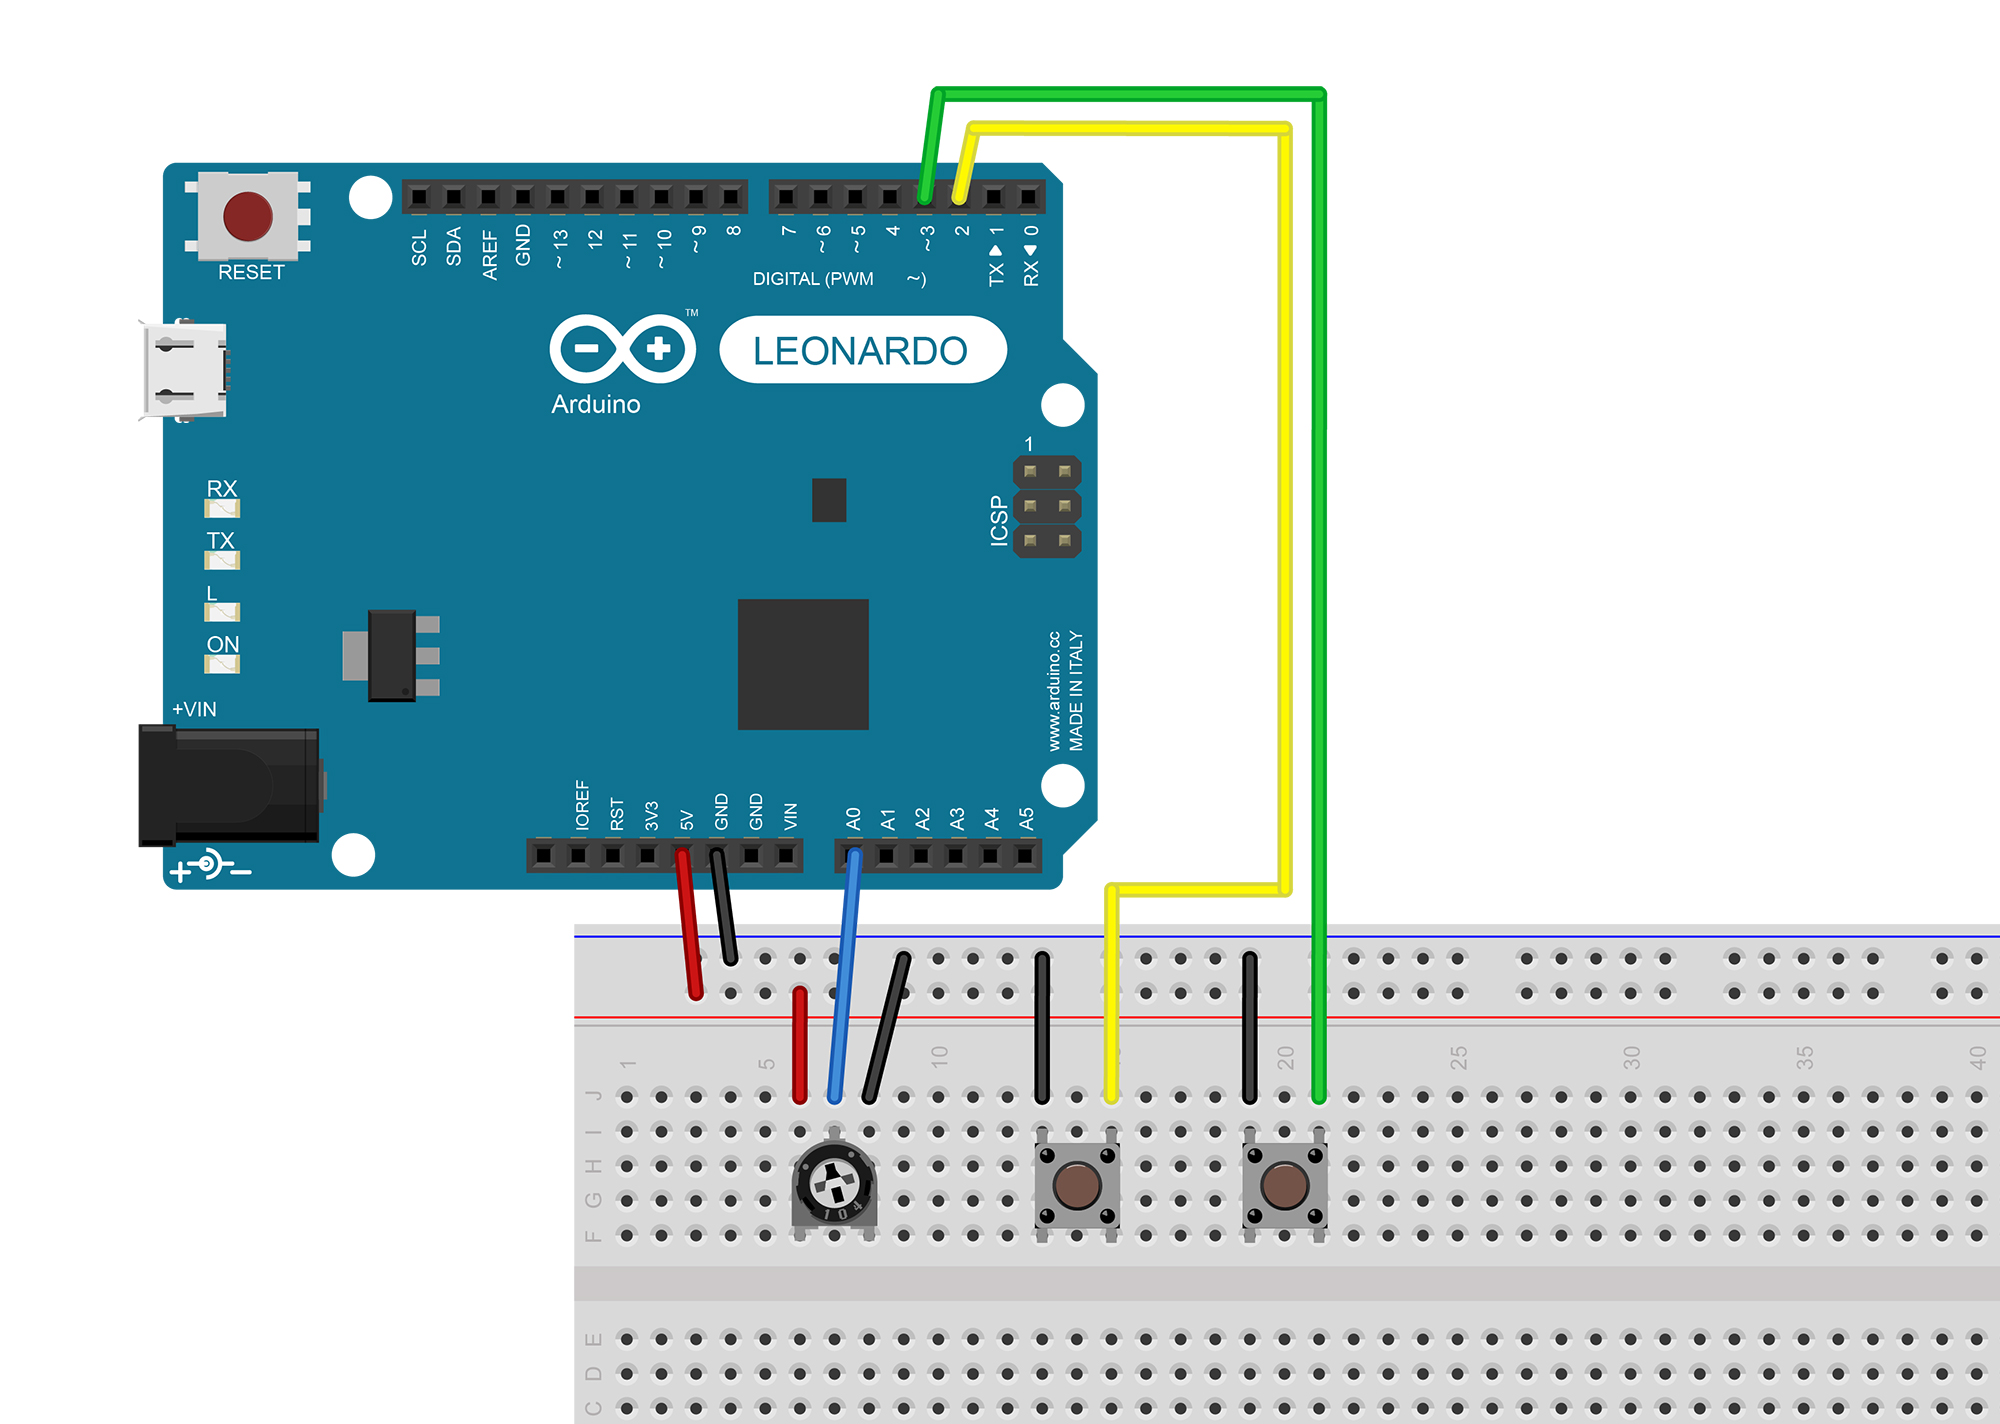 RESET
SCL
SDA
AREF
GND
~13
12
~11
~10
~9
8
7
~6
~5
4
~3
2
TX▶1
RX◀0
DIGITAL (PWM ~)
TM
LEONARDO
Arduino
1
ICSP
RX
TX
L
ON
www.arduino.cc
MADE IN ITALY
+VIN
IOREF
RST
3V3
5V
GND
GND
VIN
A0
A1
A2
A3
A4
A5
1
5
10
20
25
30
35
40
J
I
H
G
F
104
E
D
C